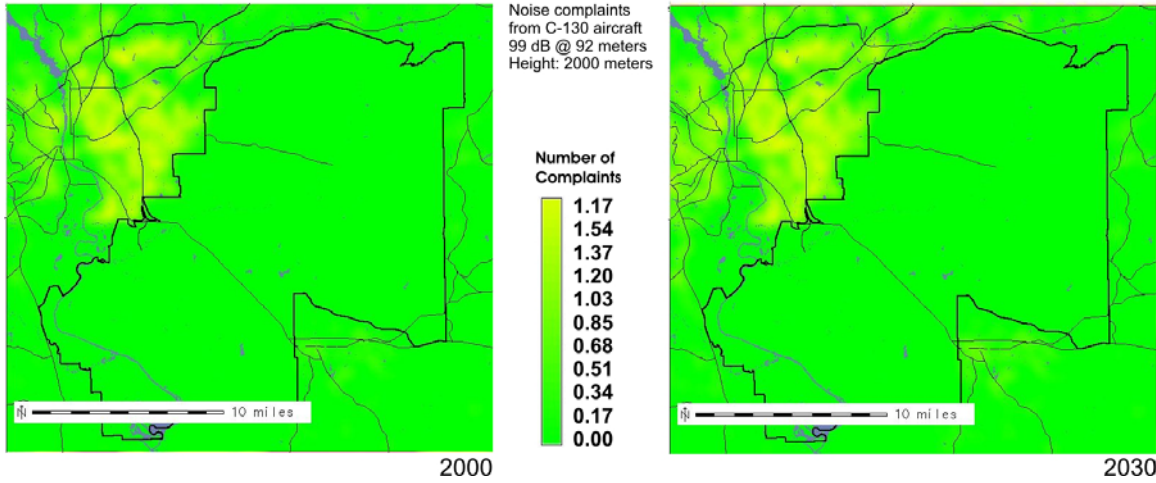 Noise complaints
from C-130 aircraft
99 dB @ 92 meters
Height: 2000 meters
Number of
Complaints
1.17
1.54
1.37
1.20
1.03
0.85
0.68
0.51
0.34
0.17
0.00
N 10 miles
2000
N 10 miles
2030